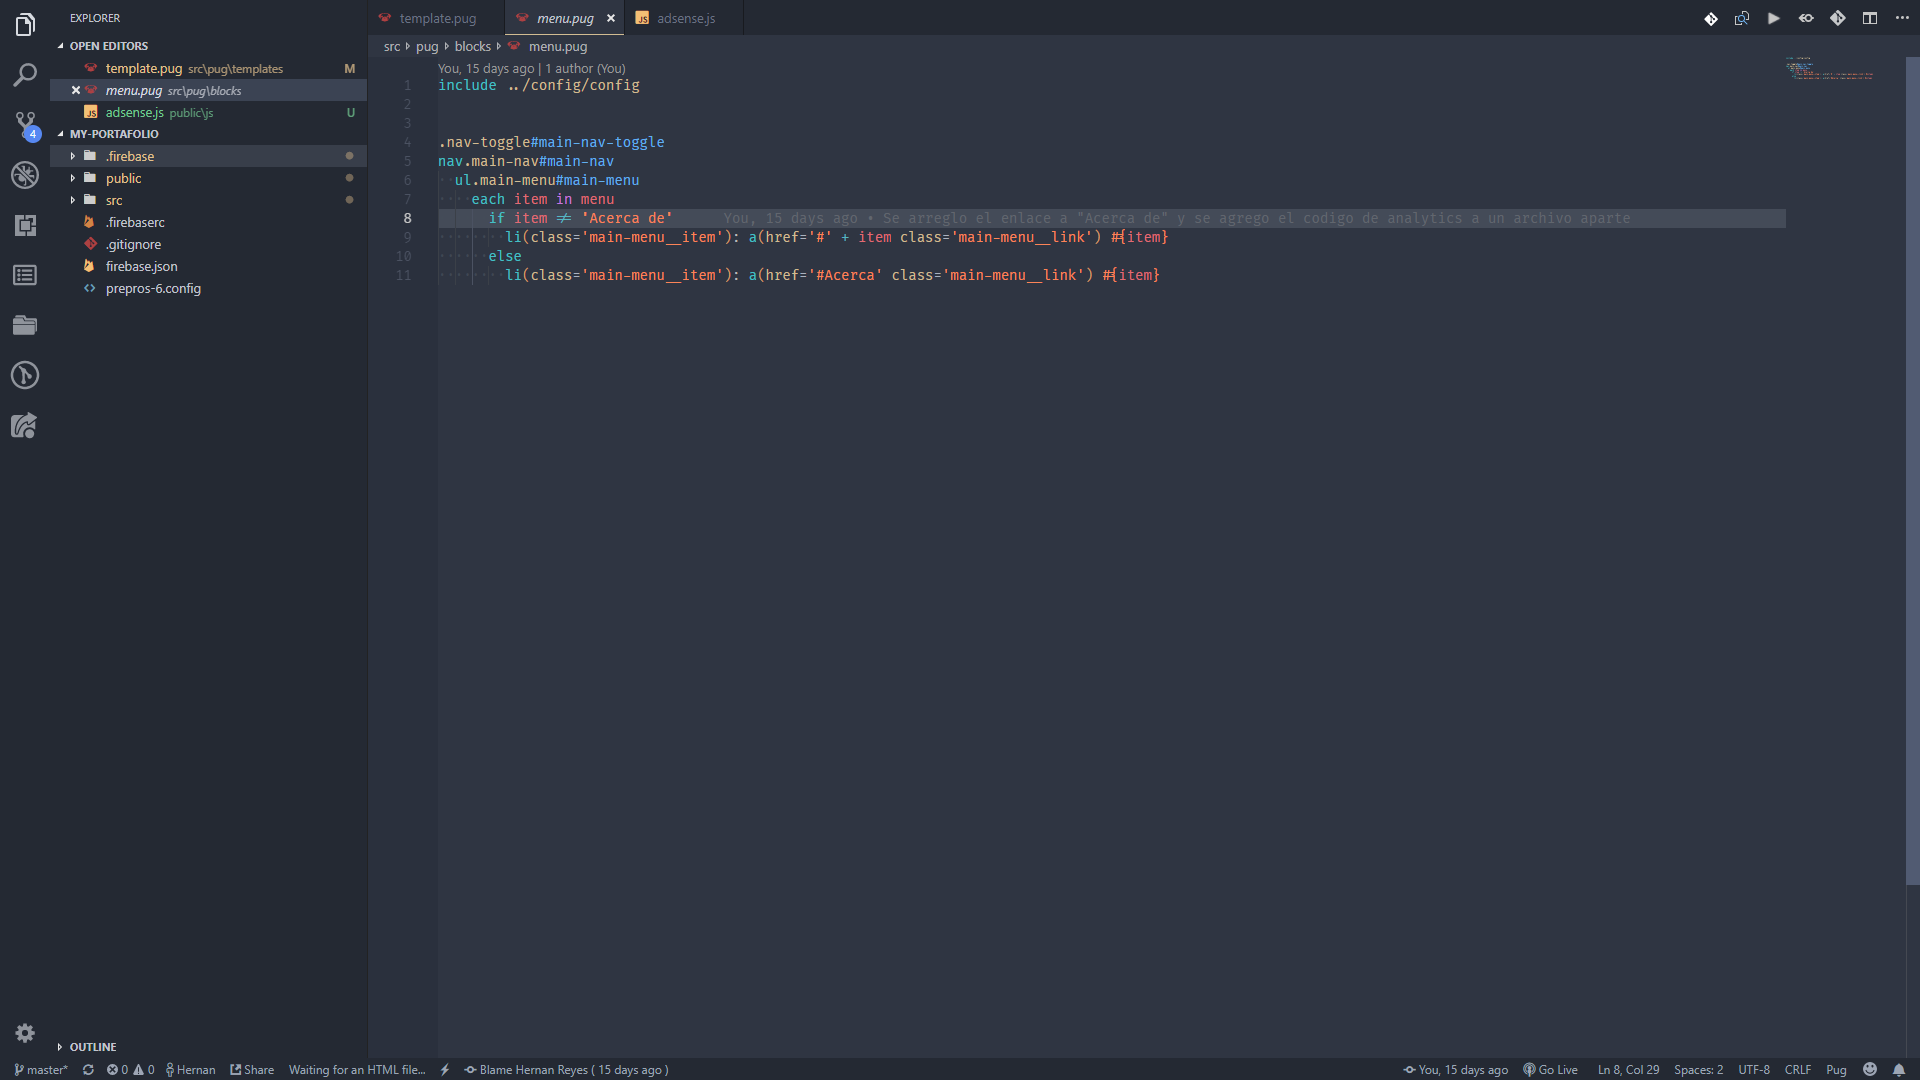 EXPLORER
OPEN EDITORS
template.pug src\pug\templates M
menu.pug src\pug\blocks
adsense.js public\js U
MY-PORTAFOLIO
.firebase
public
src
.firebaserc
.gitignore
firebase.json
prepros-6.config
OUTLINE
4
template.pug menu.pug adsense.js
src pug blocks menu.pug
You, 15 days ago | 1 author (You)
1 include ../config/config
2
3
4 .nav-toggle#main-nav-toggle
5 nav.main-nav#main-nav
6 ul.main-menu#main-menu
7 each item in menu
8 if item != 'Acerca de' You, 15 days ago • Se arreglo el enlace a "Acerca de" y se agrego el codigo de analytics a un archivo aparte
9 li(class='main-menu__item'): a(href='#' + item class='main-menu__link') #{item}
10 else
11 li(class='main-menu__item'): a(href='#Acerca' class='main-menu__link') #{item}
master* 0 0 Hernan Share Waiting for an HTML file... Blame Hernan Reyes ( 15 days ago ) You, 15 days ago Go Live Ln 8, Col 29 Spaces: 2 UTF-8 CRLF Pug